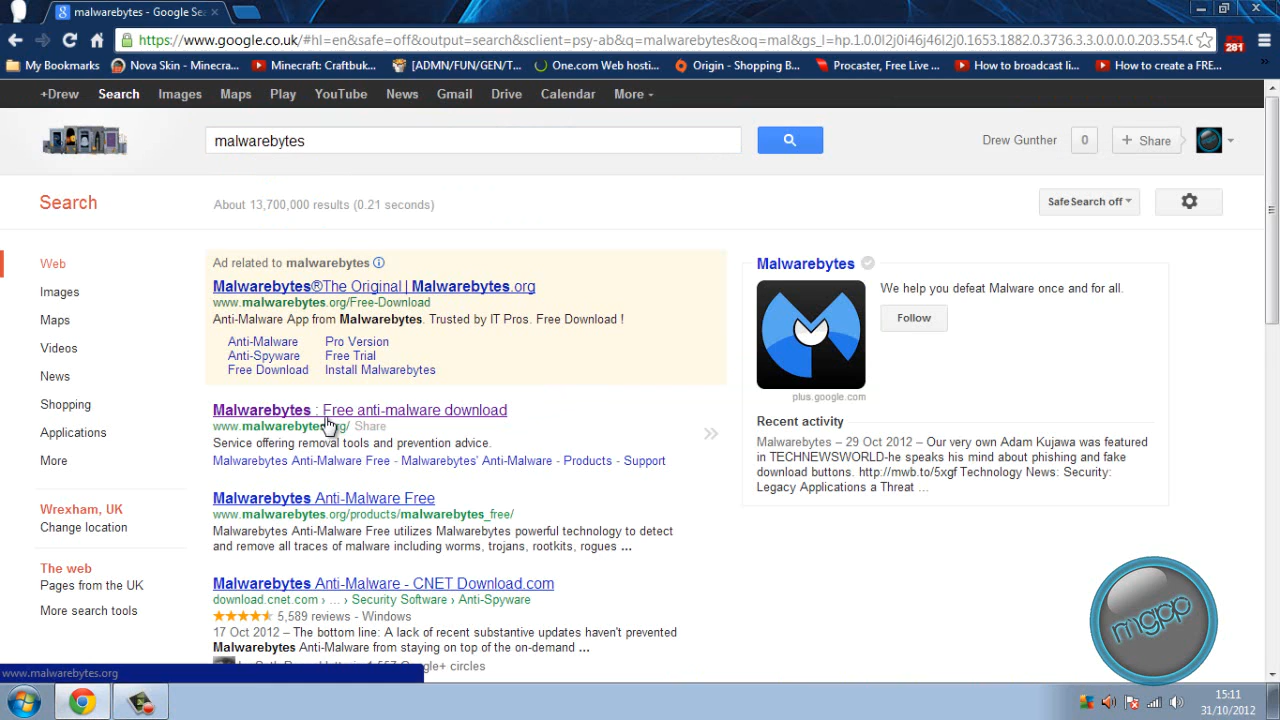 malwarebytes - Google Sea
https://www.google.co.uk/#hl=en&safe=off&output=search&sclient=psy-ab&q=malwarebytes&oq=mal&gs_l=hp.1.0.0l2j0i46j46l2j0.1653.1882.0.3736.3.3.0.0.0.0.203.554.0
281
My Bookmarks
Nova Skin - Minecra...
Minecraft: Craftbuk...
[ADMN/FUN/GEN/T...
One.com Web hosti...
Origin - Shopping B...
Procaster, Free Live ...
How to broadcast li...
How to create a FRE...
+Drew Search Images Maps Play YouTube News Gmail Drive Calendar More
malwarebytes
Drew Gunther 0 + Share
Search
About 13,700,000 results (0.21 seconds)
SafeSearch off
Web
Images
Maps
Videos
News
Shopping
Applications
More
Wrexham, UK
Change location
The web
Pages from the UK
More search tools
Ad related to malwarebytes
Malwarebytes®The Original | Malwarebytes.org
www.malwarebytes.org/Free-Download
Anti-Malware App from Malwarebytes. Trusted by IT Pros. Free Download !
Anti-Malware Pro Version
Anti-Spyware Free Trial
Free Download Install Malwarebytes
Malwarebytes : Free anti-malware download
www.malwarebytes.org/ Share
Service offering removal tools and prevention advice.
Malwarebytes Anti-Malware Free - Malwarebytes' Anti-Malware - Products - Support
Malwarebytes Anti-Malware Free
www.malwarebytes.org/products/malwarebytes_free/
Malwarebytes Anti-Malware Free utilizes Malwarebytes powerful technology to detect
and remove all traces of malware including worms, trojans, rootkits, rogues ...
Malwarebytes Anti-Malware - CNET Download.com
download.cnet.com › ... › Security Software › Anti-Spyware
5,589 reviews - Windows
17 Oct 2012 – The bottom line: A lack of recent substantive updates haven't prevented
Malwarebytes Anti-Malware from staying on top of the on-demand ...
Google+ circles
Malwarebytes
We help you defeat Malware once and for all.
Follow
plus.google.com
Recent activity
Malwarebytes – 29 Oct 2012 – Our very own Adam Kujawa was featured
in TECHNEWSWORLD-he speaks his mind about phishing and fake
download buttons. http://mwb.to/5xgf Technology News: Security:
Legacy Applications a Threat ...
mgpp
www.malwarebytes.org
15:11
31/10/2012